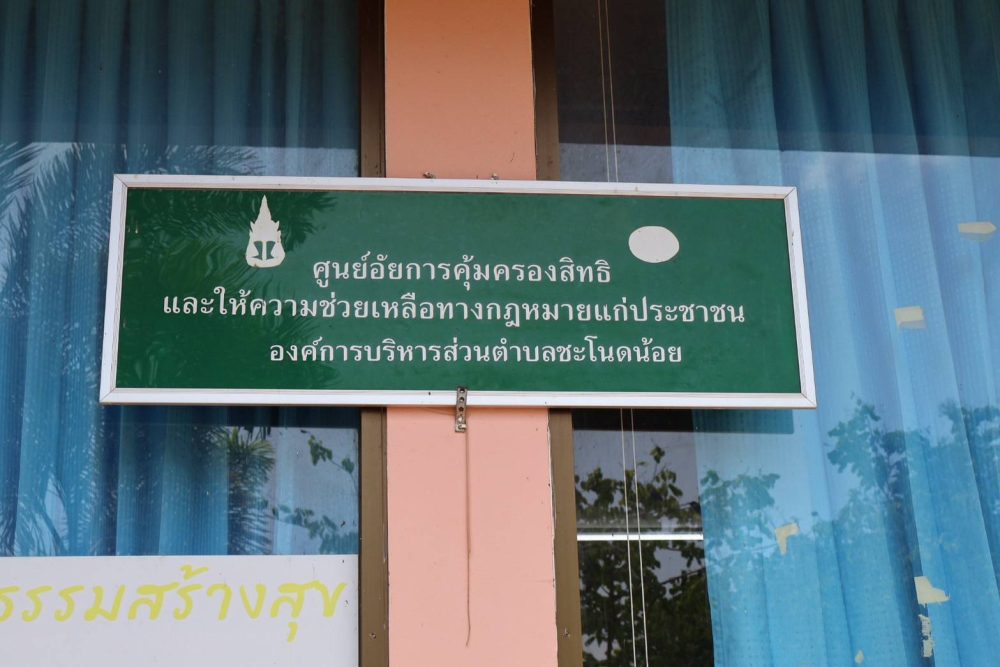 ศูนย์อัยการคุ้มครองสิทธิ
และให้ความช่วยเหลือทางกฎหมายแก่ประชาชน
องค์การบริหารส่วนตำบลชะโนดน้อย
ธรรมสร้างสุข